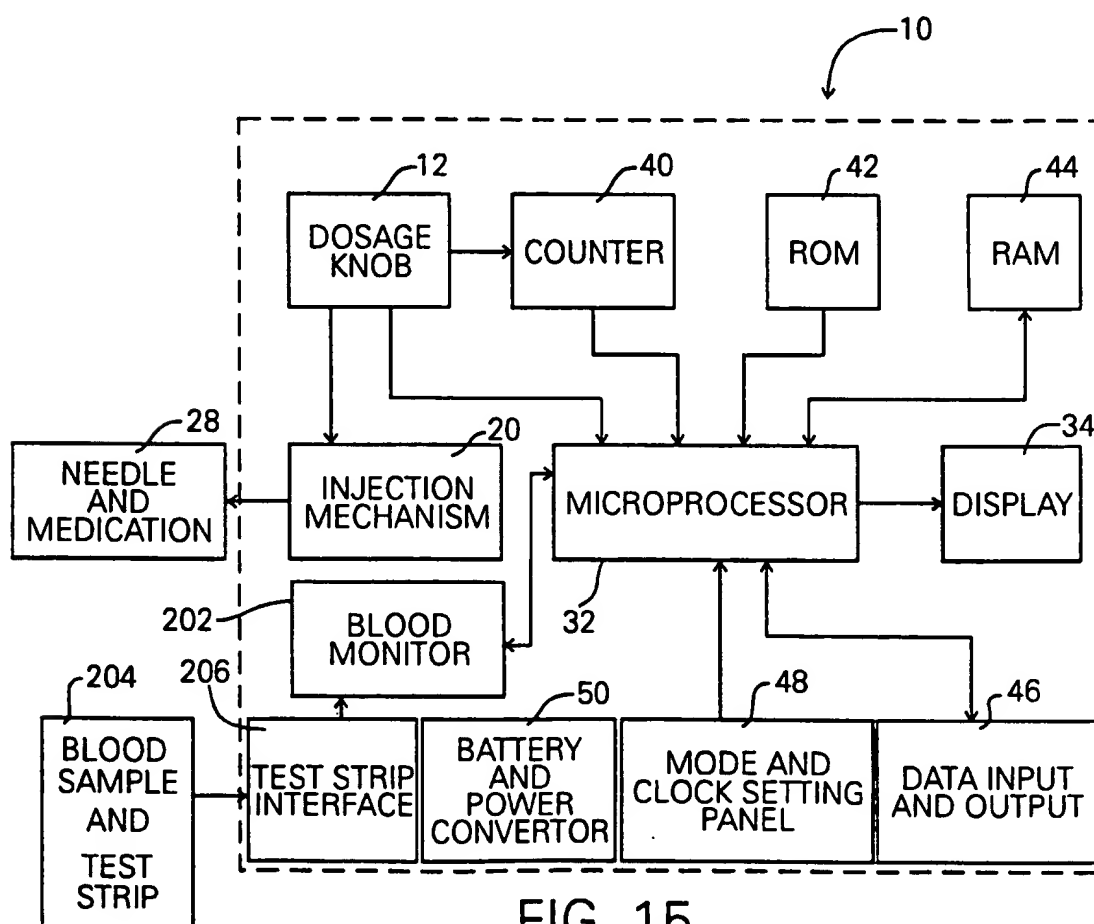 10
12
40
42
44
DOSAGE
KNOB
COUNTER
ROM
RAM
28
20
34
NEEDLE
AND
MEDICATION
INJECTION
MECHANISM
MICROPROCESSOR
DISPLAY
32
202
BLOOD
MONITOR
204
206
50
48
46
BLOOD
SAMPLE
AND
TEST
STRIP
TEST STRIP
INTERFACE
BATTERY
AND
POWER
CONVERTOR
MODE AND
CLOCK SETTING
PANEL
DATA INPUT
AND OUTPUT
FIG. 15